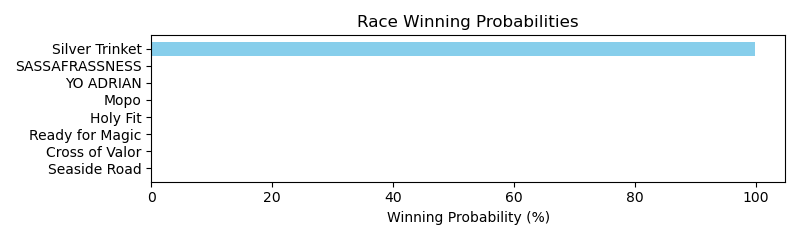 Race Winning Probabilities
Silver Trinket
SASSAFRASSNESS
YO ADRIAN
Mopo
Holy Fit
Ready for Magic
Cross of Valor
Seaside Road
0 20 40 60 80 100
Winning Probability (%)